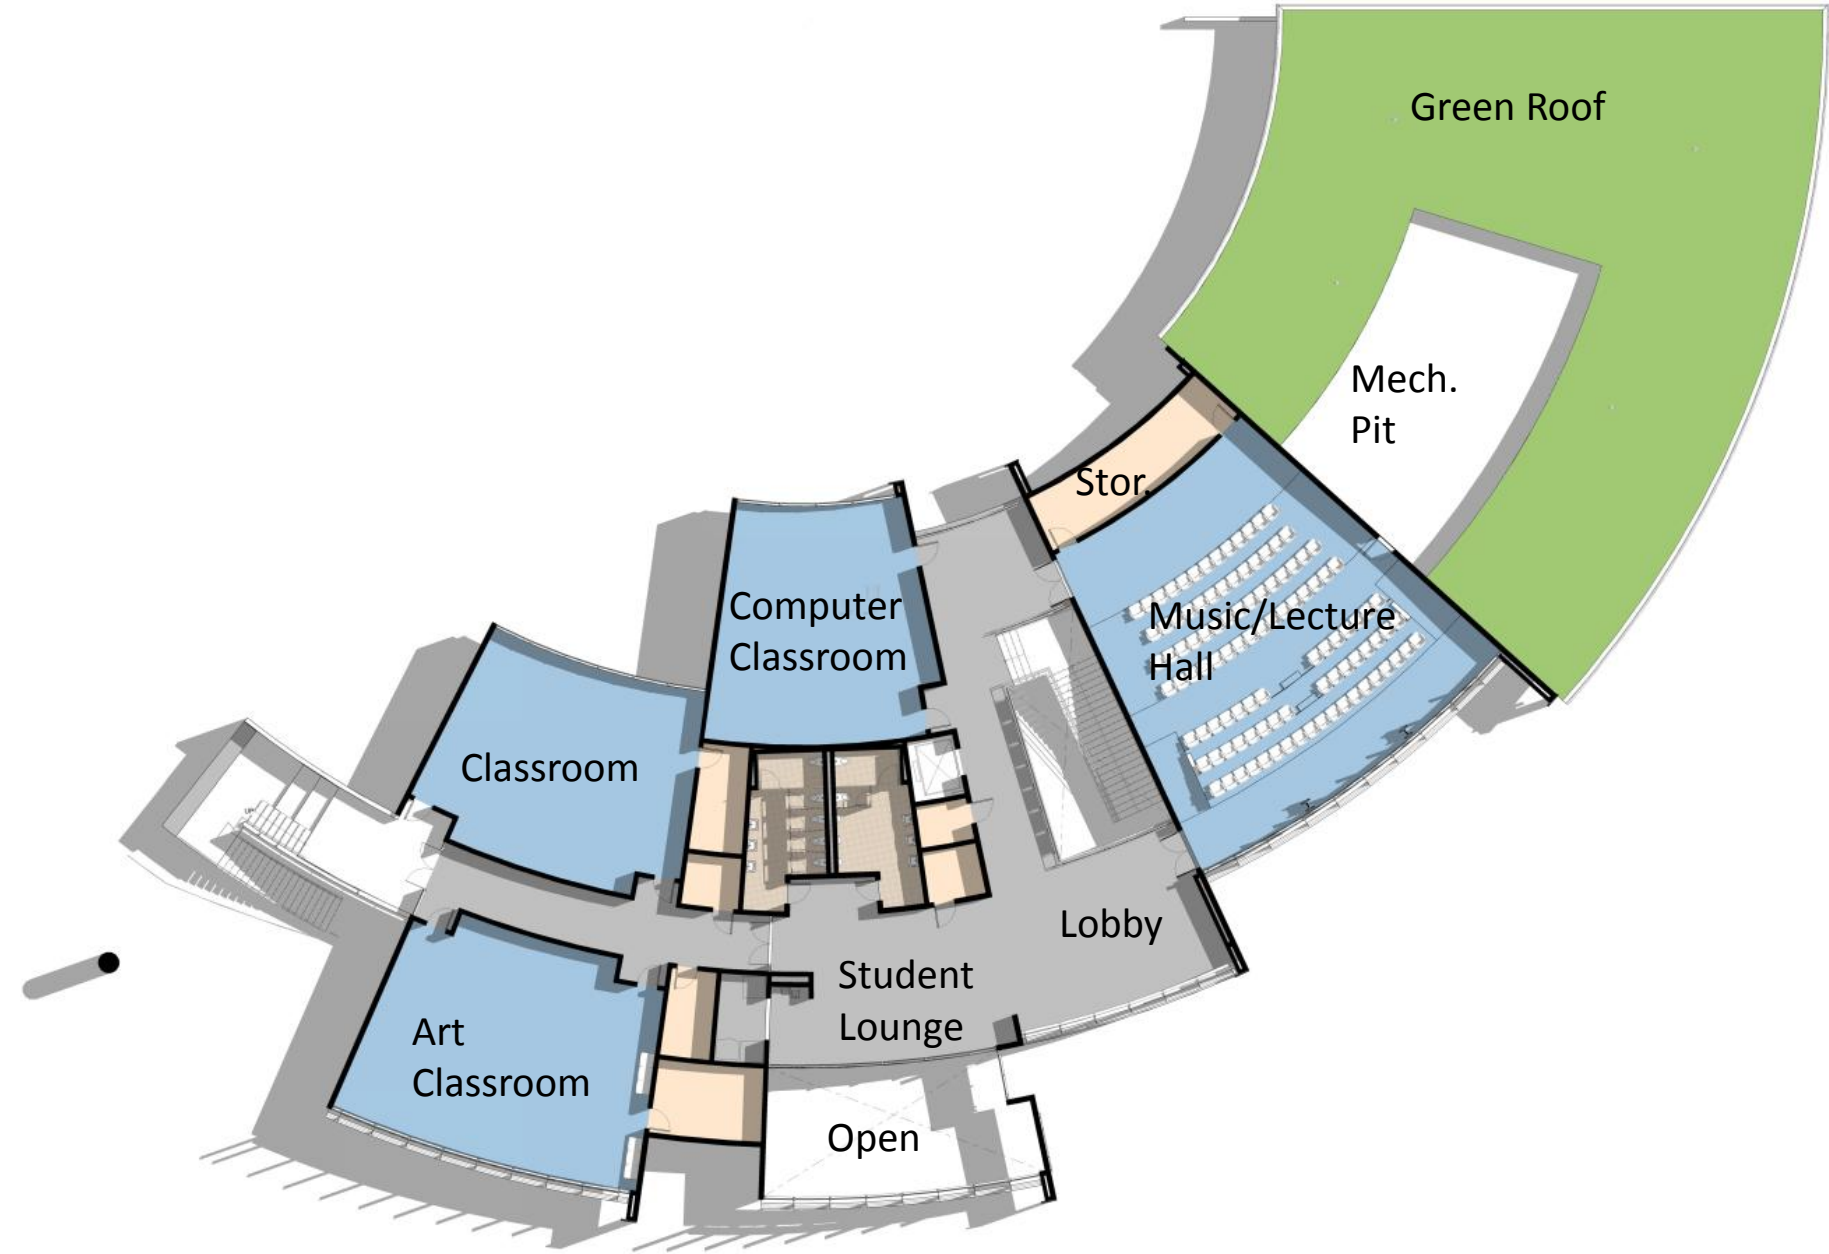 Green Roof
Mech.
Pit
Stor.
Computer
Classroom
Music/Lecture
Hall
Classroom
Lobby
Student
Lounge
Art
Classroom
Open